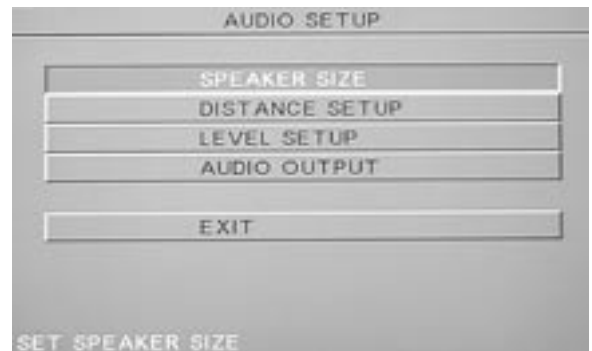 AUDIO SETUP
SPEAKER SIZE
DISTANCE SETUP
LEVEL SETUP
AUDIO OUTPUT
EXIT
SET SPEAKER SIZE